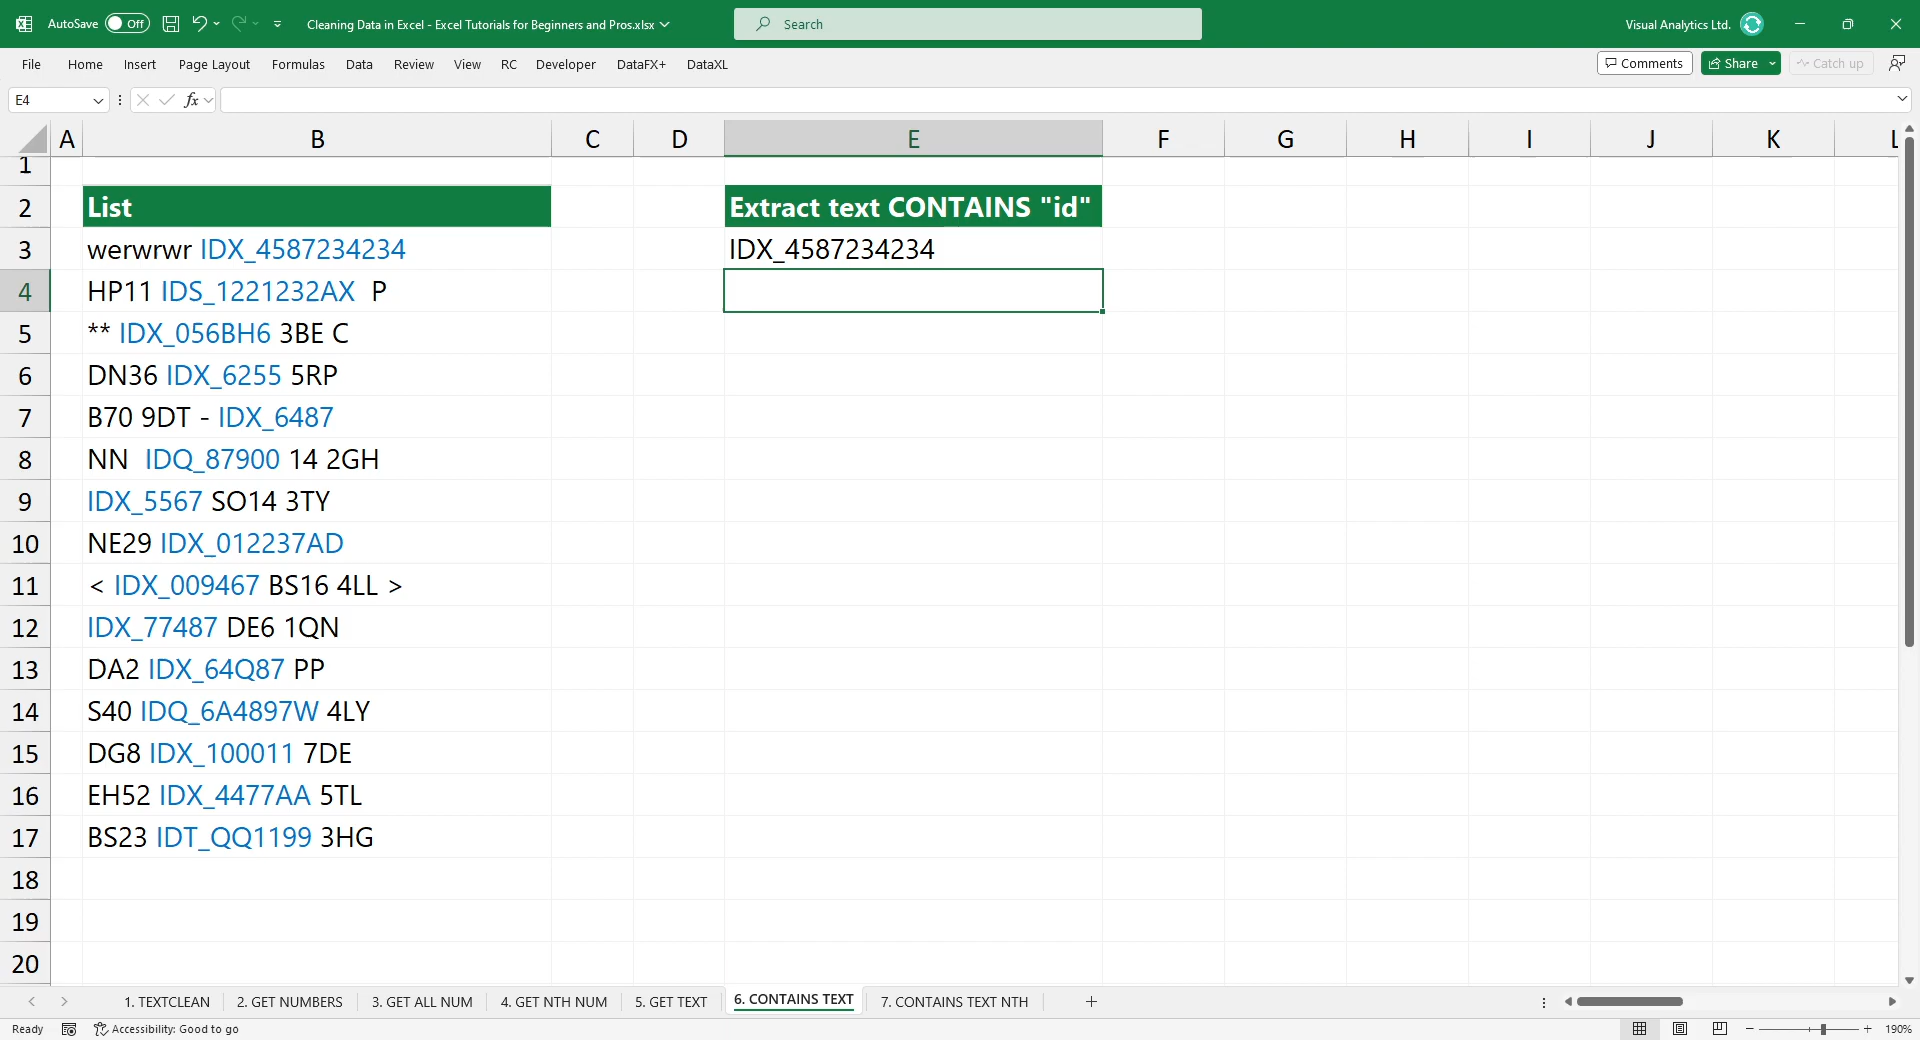 AutoSave Off Cleaning Data in Excel - Excel Tutorials for Beginners and Pros.xlsx Search Visual Analytics Ltd.
File Home Insert Page Layout Formulas Data Review View RC Developer DataFX+ DataXL Comments Share Catch up
E4 fx
A B C D E F G H I J K L
1
2 List Extract text CONTAINS "id"
3 werwrwr IDX_4587234234 IDX_4587234234
4 HP11 IDS_1221232AX  P
5 ** IDX_056BH6 3BE C
6 DN36 IDX_6255 5RP
7 B70 9DT - IDX_6487
8 NN  IDQ_87900 14 2GH
9 IDX_5567 SO14 3TY
10 NE29 IDX_012237AD
11 < IDX_009467 BS16 4LL >
12 IDX_77487 DE6 1QN
13 DA2 IDX_64Q87 PP
14 S40 IDQ_6A4897W 4LY
15 DG8 IDX_100011 7DE
16 EH52 IDX_4477AA 5TL
17 BS23 IDT_QQ1199 3HG
18
19
20
1. TEXTCLEAN 2. GET NUMBERS 3. GET ALL NUM 4. GET NTH NUM 5. GET TEXT 6. CONTAINS TEXT 7. CONTAINS TEXT NTH
Ready Accessibility: Good to go 190%